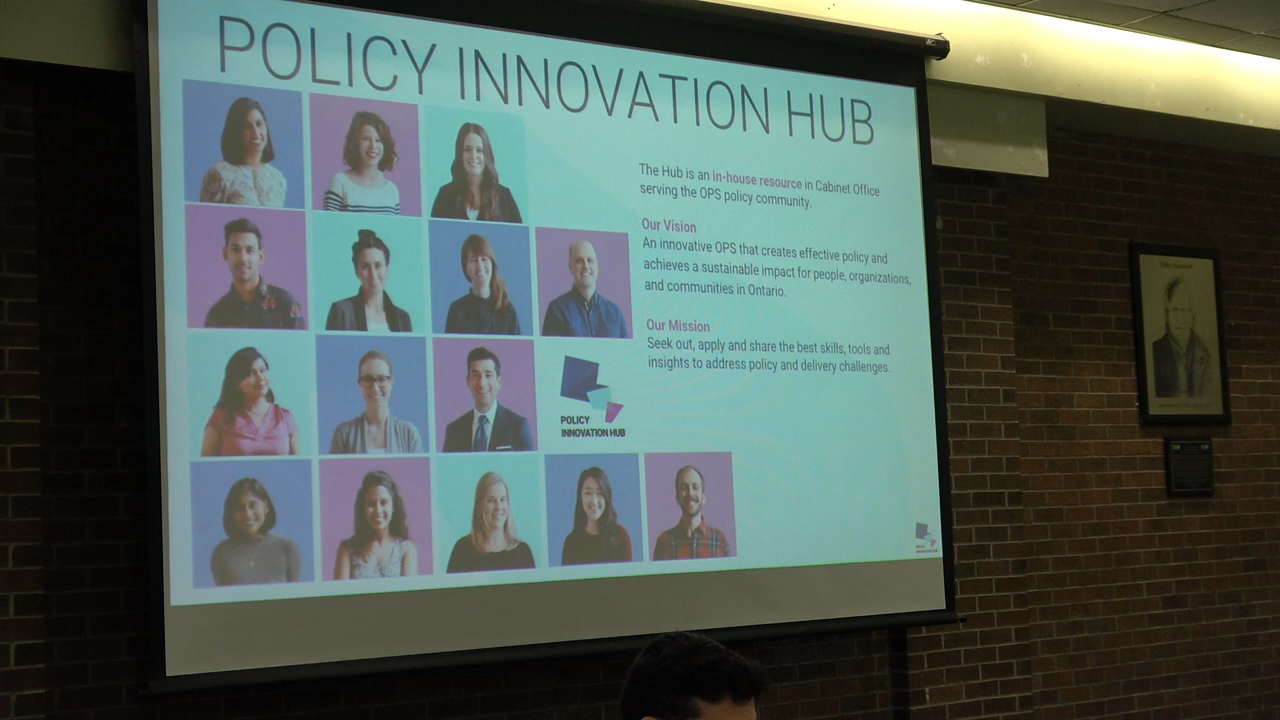 POLICY INNOVATION HUB
The Hub is an in-house resource in Cabinet Office
serving the OPS policy community.
Our Vision
An innovative OPS that creates effective policy and
achieves a sustainable impact for people, organizations,
and communities in Ontario.
Our Mission
Seek out, apply and share the best skills, tools and
insights to address policy and delivery challenges.
POLICY
INNOVATION HUB
POLICY
INNOVATION HUB